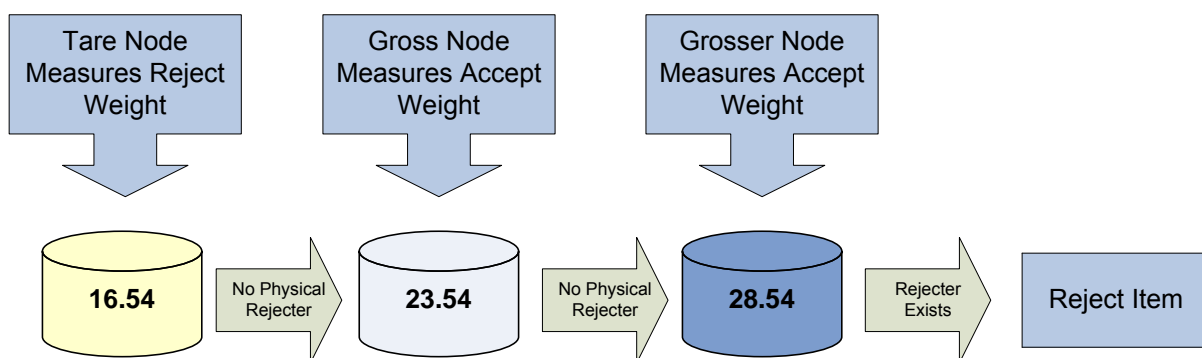 Tare Node
Measures Reject
Weight
Gross Node
Measures Accept
Weight
Grosser Node
Measures Accept
Weight
16.54
No Physical
Rejecter
23.54
No Physical
Rejecter
28.54
Rejecter
Exists
Reject Item